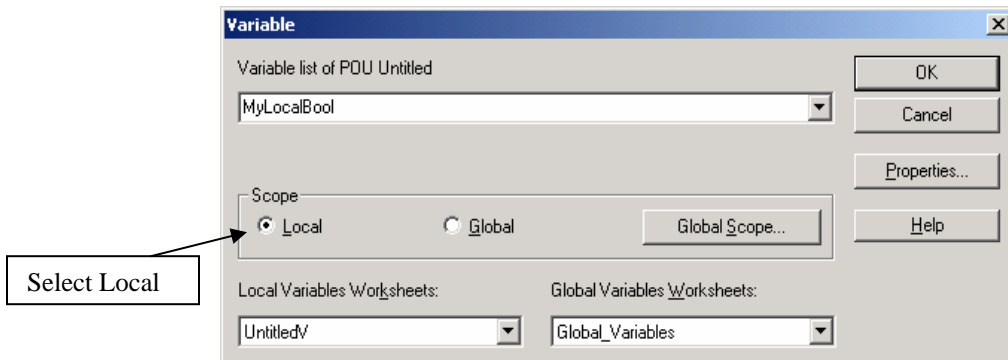 Variable
Variable list of POU Untitled
OK
MyLocalBool
Cancel
Properties...
Scope
Local
Global
Global Scope...
Help
Select Local
Local Variables Worksheets:
Global Variables Worksheets:
UntitledV
Global_Variables